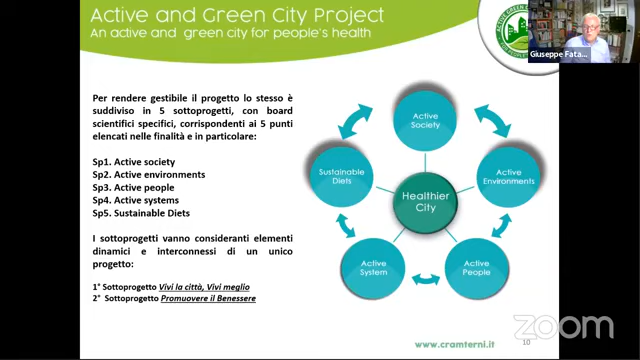 Active and Green City Project
An active and green city for people's health
Giuseppe Fata...
Per rendere gestibile il progetto lo stesso è
suddiviso in 5 sottoprogetti, con board
scientifici specifici, corrispondenti ai 5 punti
elencati nelle finalità e in particolare:
Sp1. Active society
Sp2. Active environments
Sp3. Active people
Sp4. Active systems
Sp5. Sustainable Diets
I sottoprogetti vanno consideranti elementi
dinamici e interconnessi di un unico
progetto:
1° Sottoprogetto Vivi la città, Vivi meglio
2° Sottoprogetto Promuovere il Benessere
Active
Society
Sustainable
Diets
Active
Environments
Healthier
City
Active
System
Active
People
www.cramterni.it
10
zoom